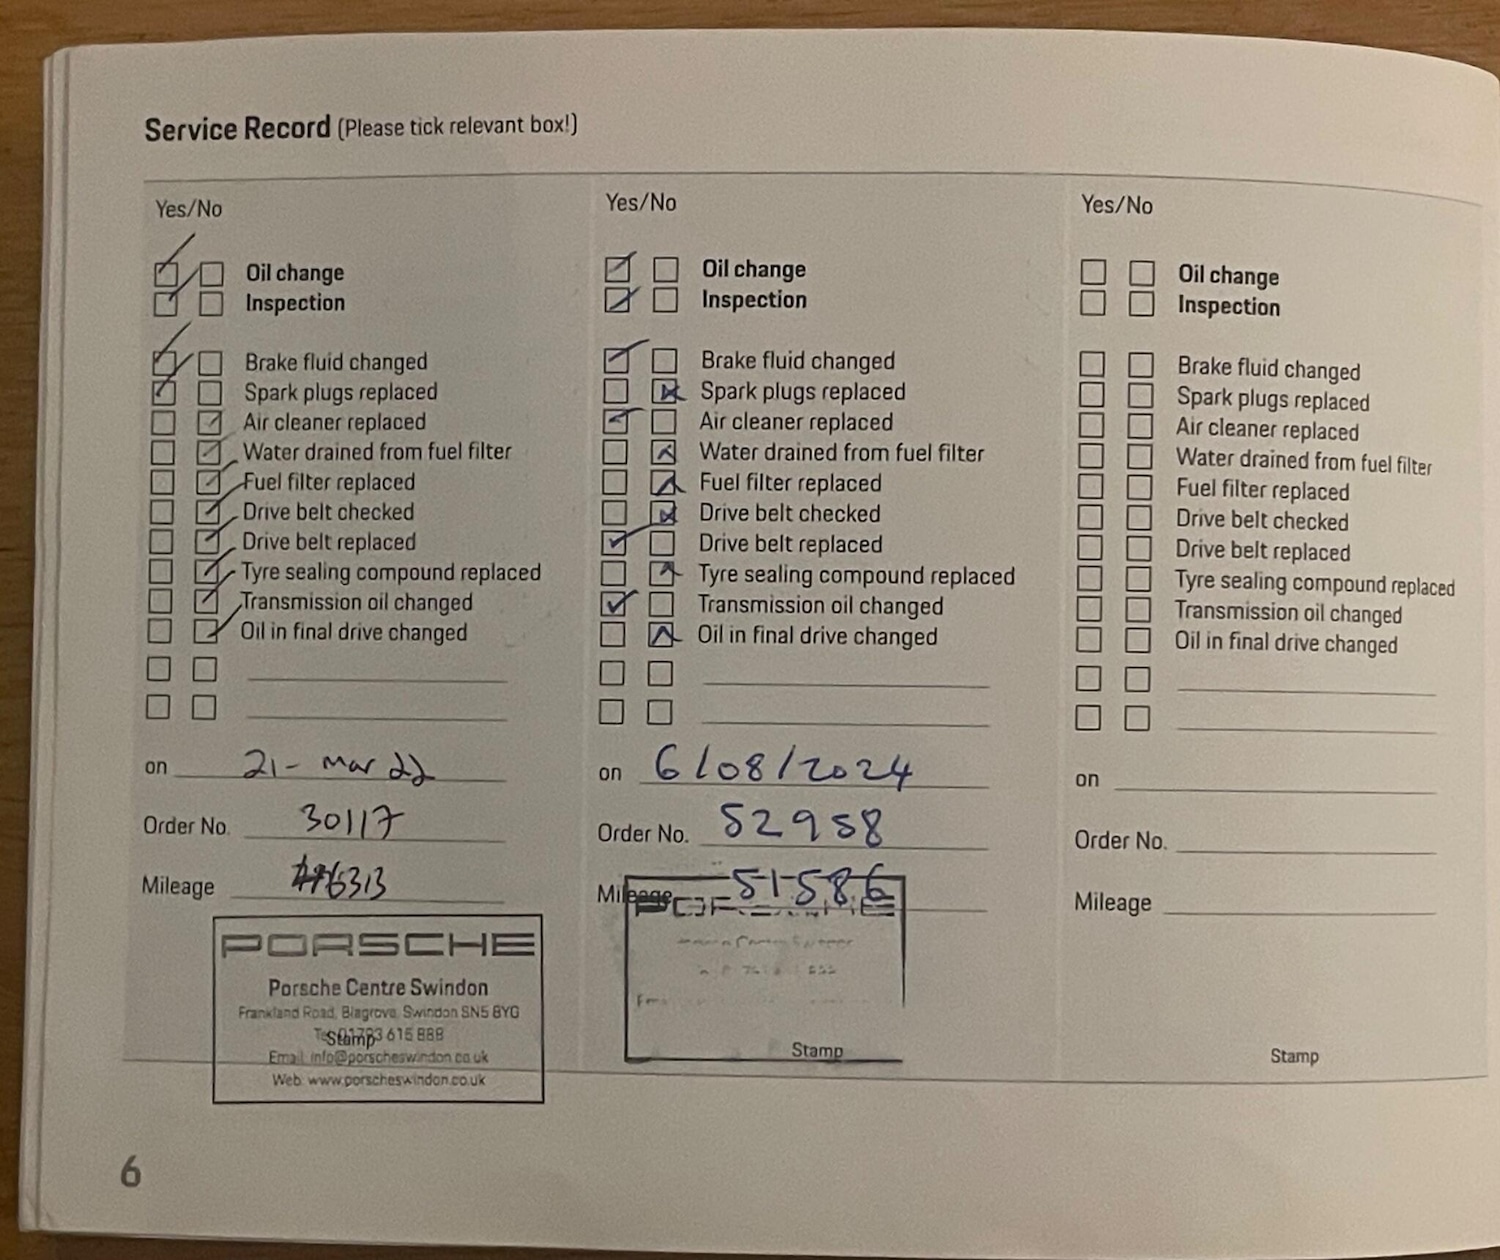 Service Record (Please tick relevant box!)
Yes/No
Oil change
Inspection
Brake fluid changed
Spark plugs replaced
Air cleaner replaced
Water drained from fuel filter
Fuel filter replaced
Drive belt checked
Drive belt replaced
Tyre sealing compound replaced
Transmission oil changed
Oil in final drive changed
on 21- Mar 22
Order No. 30117
Mileage
PORSCHE
Porsche Centre Swindon
Frankland Road, Blagrove, Swindon SN5 8YG
Tel: 01793 615 888
Stamp
Email: info@porscheswindon.co.uk
Web: www.porscheswindon.co.uk
Yes/No
Oil change
Inspection
Brake fluid changed
Spark plugs replaced
Air cleaner replaced
Water drained from fuel filter
Fuel filter replaced
Drive belt checked
Drive belt replaced
Tyre sealing compound replaced
Transmission oil changed
Oil in final drive changed
on 6/08/2024
Order No. 52958
Mileage 51586
PORSCHE
Stamp
Yes/No
Oil change
Inspection
Brake fluid changed
Spark plugs replaced
Air cleaner replaced
Water drained from fuel filter
Fuel filter replaced
Drive belt checked
Drive belt replaced
Tyre sealing compound replaced
Transmission oil changed
Oil in final drive changed
on
Order No.
Mileage
Stamp
6